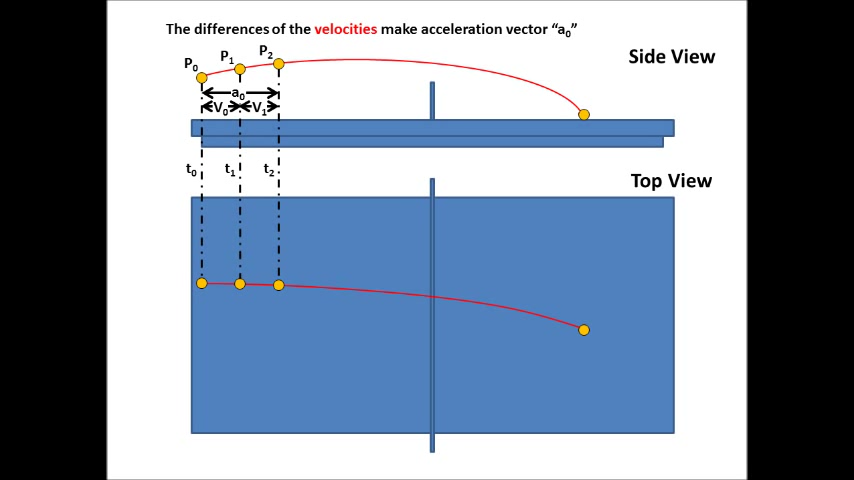 The differences of the velocities make acceleration vector “a₀”
Side View
P₀ P₁ P₂
a₀
V₀ V₁
t₀ t₁ t₂
Top View